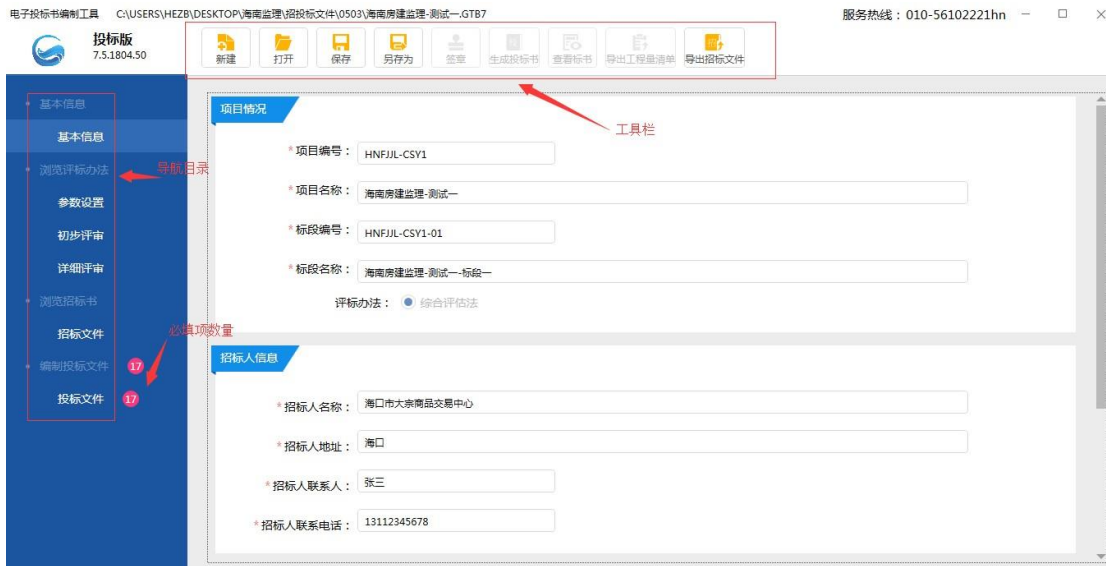 电子投标书编制工具 C:\USERS\HEZB\DESKTOP\海南监理\招投标文件\0503\海南房建监理-测试一.GTB7 服务热线：010-56102221hn
投标版
7.5.1804.50
新建 打开 保存 另存为 签章 生成投标书 查看标书 导出工程量清单 导出招标文件
工具栏
基本信息
基本信息
浏览评标办法
导航目录
参数设置
初步评审
详细评审
浏览招标书
招标文件
必填项数量
编制投标文件 17
投标文件 17
项目情况
*项目编号： HNFJJL-CSY1
*项目名称： 海南房建监理-测试一
*标段编号： HNFJJL-CSY1-01
*标段名称： 海南房建监理-测试一-标段一
评标办法： 综合评估法
招标人信息
*招标人名称： 海口市大宗商品交易中心
*招标人地址： 海口
*招标人联系人： 张三
*招标人联系电话： 13112345678